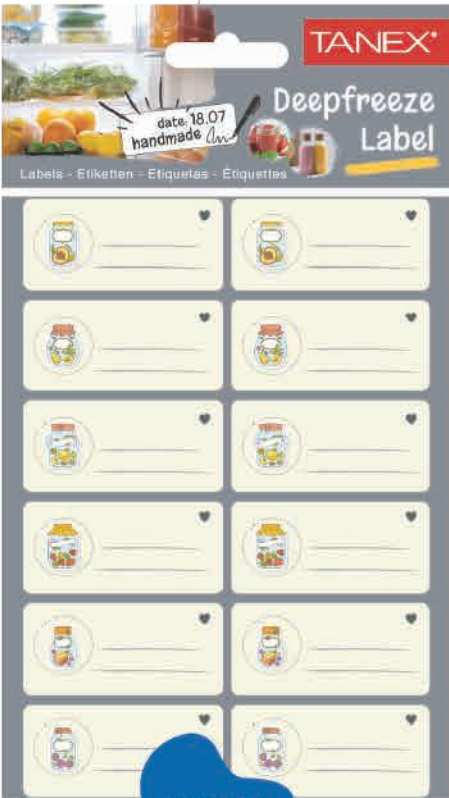 TANEX®
Deepfreeze
Label
date: 18.07
handmade
Labels - Etiketten - Etiquetas - Étiquettes